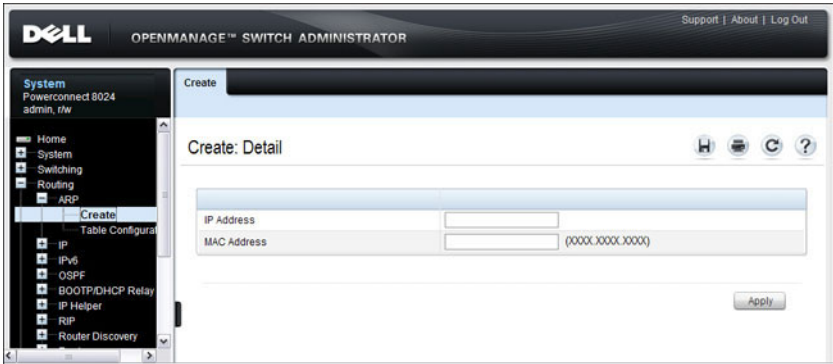 Support | About | Log Out
DELL
OPENMANAGE™ SWITCH ADMINISTRATOR
System
Powerconnect 8024
admin, r/w
Home
System
Switching
Routing
ARP
Create
Table Configurat
IP
IPv6
OSPF
BOOTP/DHCP Relay
IP Helper
RIP
Router Discovery
Create
Create: Detail
IP Address
MAC Address
(XXXX.XXXX.XXXX)
Apply